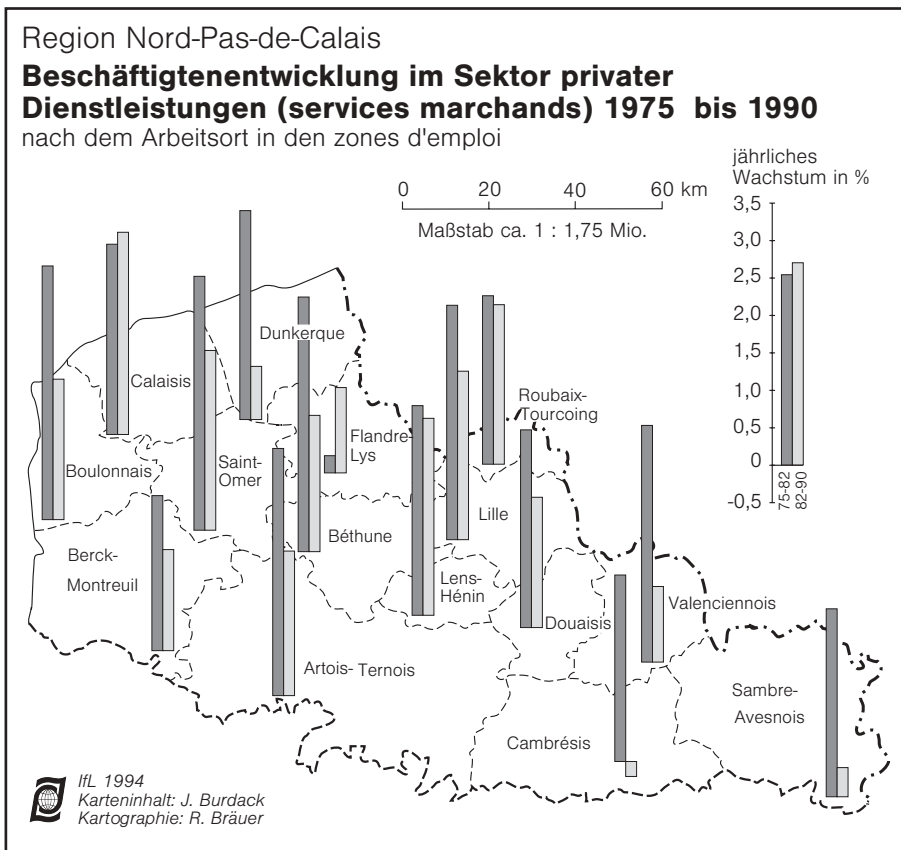 Region Nord-Pas-de-Calais
Beschäftigtenentwicklung im Sektor privater
Dienstleistungen (services marchands) 1975 bis 1990
nach dem Arbeitsort in den zones d'emploi
jährliches
Wachstum in %
0 20 40 60 km
Maßstab ca. 1 : 1,75 Mio.
3,5
3,0
2,5
2,0
1,5
1,0
0,5
0
-0,5
75-82
82-90
Dunkerque
Calaisis
Roubaix-
Tourcoing
Flandre-
Lys
Boulonnais
Saint-
Omer
Lille
Béthune
Berck-
Montreuil
Lens-
Hénin
Douaisis
Valenciennois
Artois-Ternois
Sambre-
Avesnois
Cambrésis
IfL 1994
Karteninhalt: J. Burdack
Kartographie: R. Bräuer